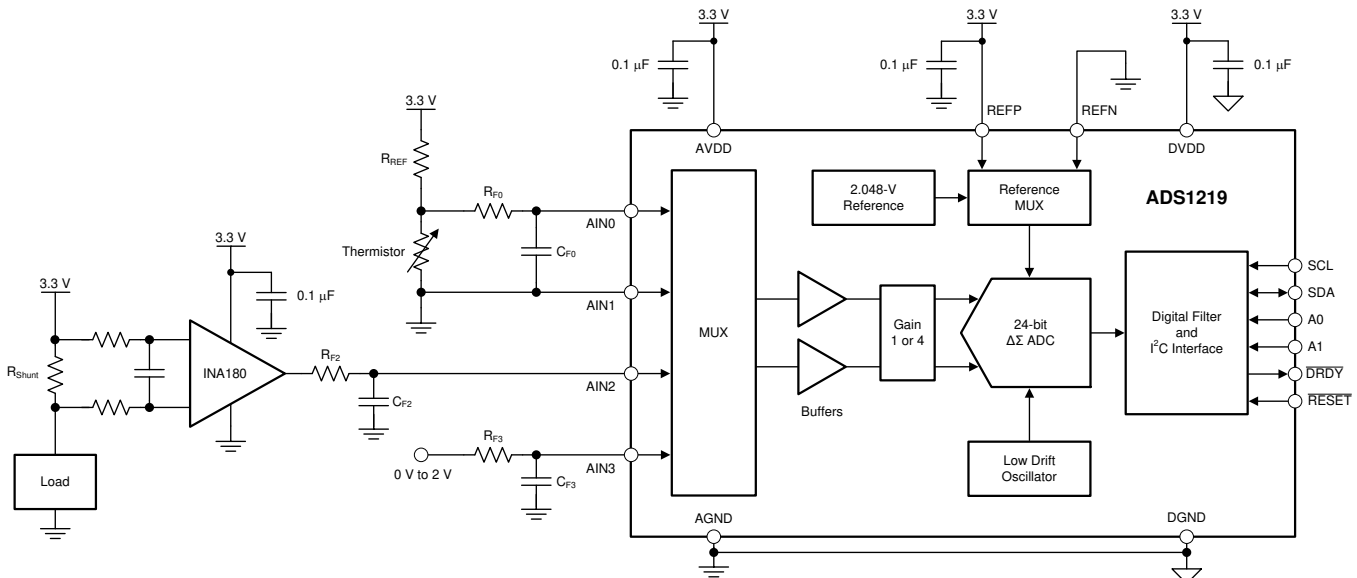 3.3 V
3.3 V
3.3 V
0.1 µF
0.1 µF
0.1 µF
REFP
REFN
3.3 V
AVDD
DVDD
RREF
RF0
2.048-V
Reference
Reference
MUX
ADS1219
AIN0
3.3 V
Thermistor
CF0
SCL
3.3 V
0.1 µF
AIN1
SDA
MUX
Gain
1 or 4
24-bit
ΔΣ ADC
Digital Filter
and
I2C Interface
A0
A1
RShunt
INA180
RF2
AIN2
DRDY
CF2
Buffers
RESET
RF3
0 V to 2 V
AIN3
Load
CF3
Low Drift
Oscillator
AGND
DGND